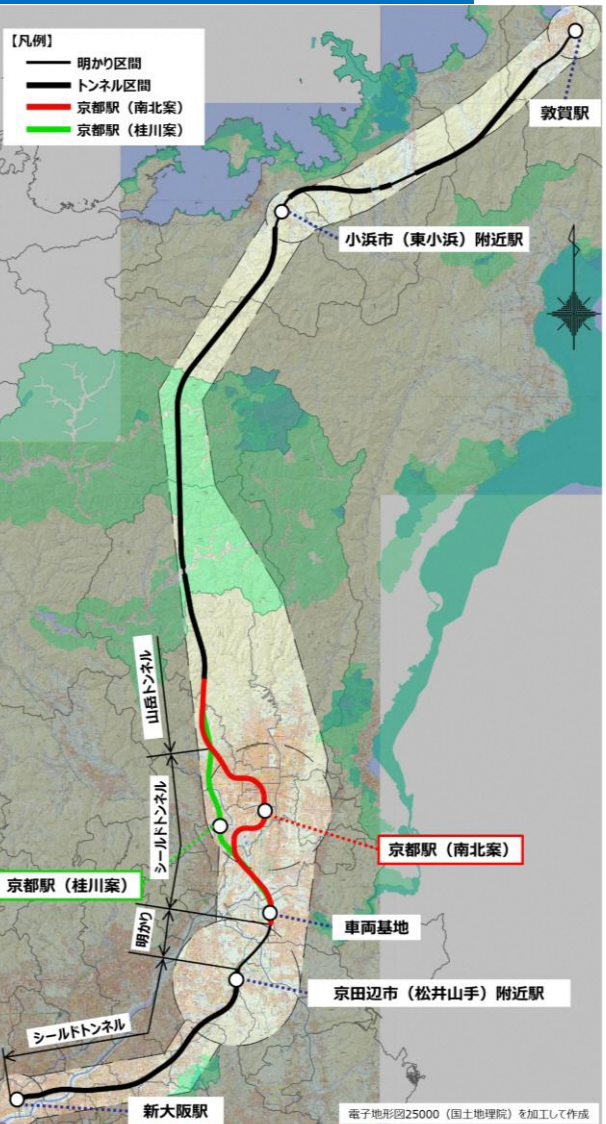 【凡例】
明かり区間
トンネル区間
京都駅（南北案）
京都駅（桂川案）
敦賀駅
小浜市（東小浜）附近駅
山岳トンネル
シールドトンネル
京都駅（南北案）
京都駅（桂川案）
明かり
車両基地
京田辺市（松井山手）附近駅
シールドトンネル
新大阪駅
電子地形図25000（国土地理院）を加工して作成